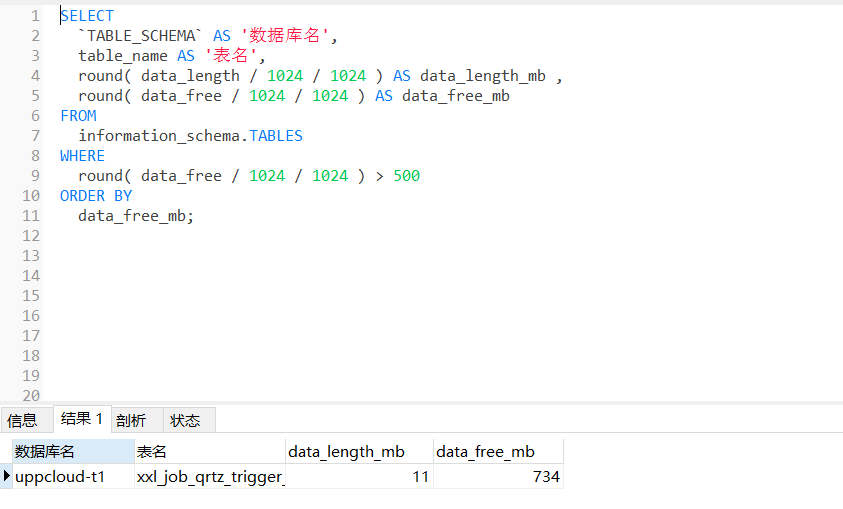 1 SELECT
2 `TABLE_SCHEMA` AS '数据库名',
3 table_name AS '表名',
4 round( data_length / 1024 / 1024 ) AS data_length_mb ,
5 round( data_free / 1024 / 1024 ) AS data_free_mb
6 FROM
7 information_schema.TABLES
8 WHERE
9 round( data_free / 1024 / 1024 ) > 500
10 ORDER BY
11 data_free_mb;
12
13
14
15
16
17
18
19
20
信息 结果 1 剖析 状态
数据库名 表名 data_length_mb data_free_mb
uppcloud-t1 xxl_job_qrtz_trigger_ 11 734